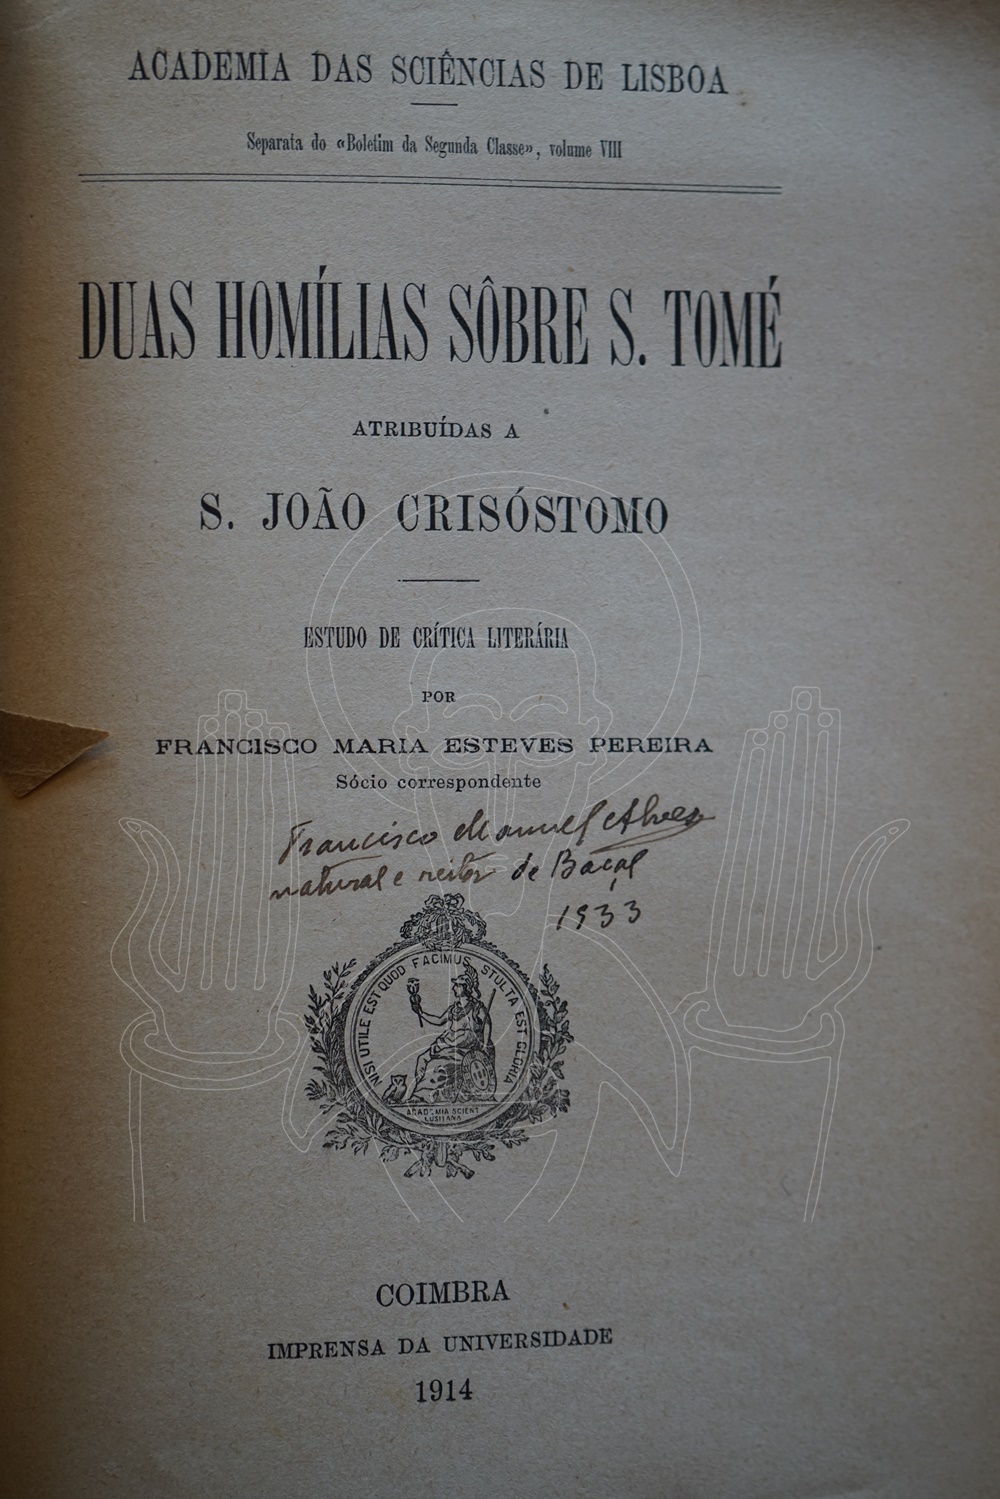 ACADEMIA DAS SCIÊNCIAS DE LISBOA
Separata do «Boletim da Segunda Classe», volume VIII
DUAS HOMÍLIAS SÔBRE S. TOMÉ
ATRIBUÍDAS A
S. JOÃO CRISÓSTOMO
ESTUDO DE CRÍTICA LITERÁRIA
POR
FRANCISCO MARIA ESTEVES PEREIRA
Sócio correspondente
Francisco Manuel Alves
natural e reitor de Baçal
1933
NISI UTILE EST QUOD FACIMUS STULTA EST GLORIA
ACADEMIA SCIENT
LUSITANA
COIMBRA
IMPRENSA DA UNIVERSIDADE
1914